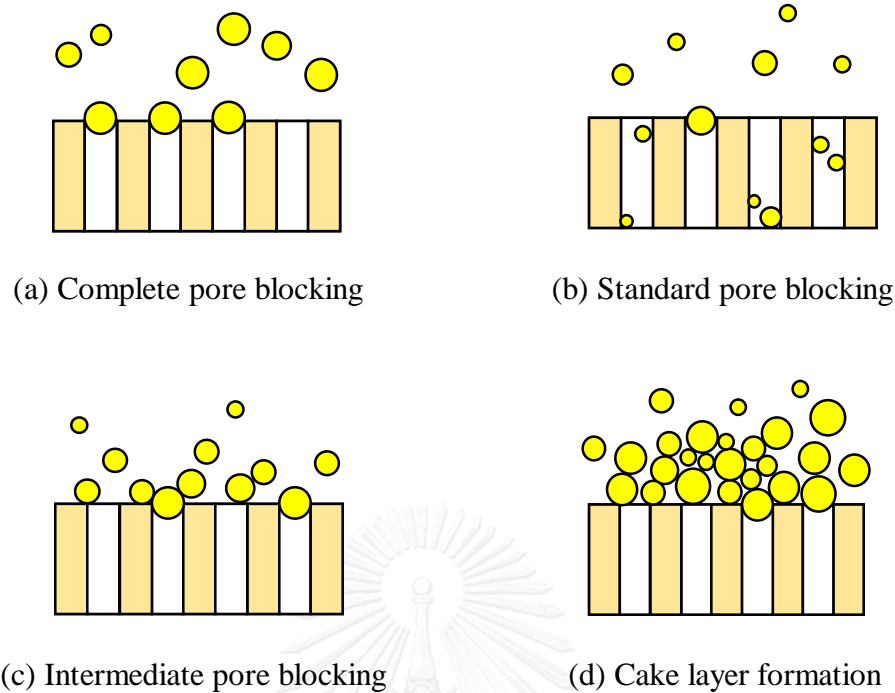 (a) Complete pore blocking
(b) Standard pore blocking
(c) Intermediate pore blocking
(d) Cake layer formation